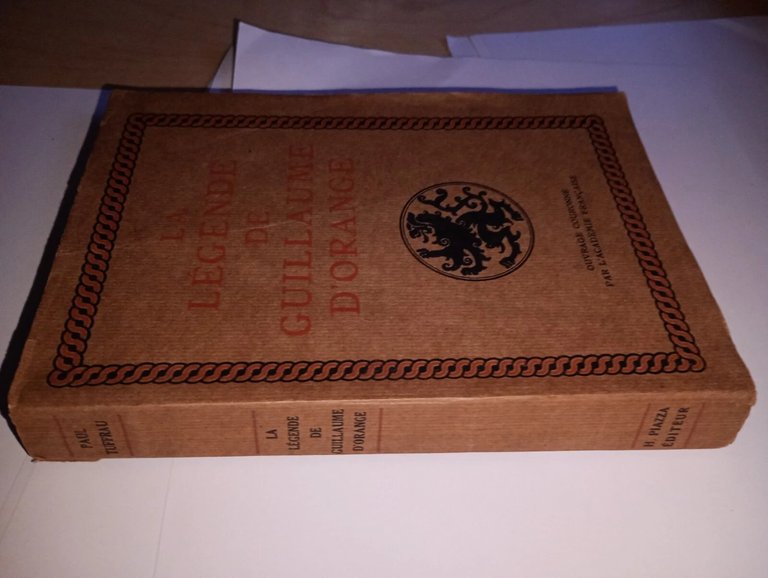 LA
LÉGENDE
DE
GUILLAUME
D'ORANGE
OUVRAGE COURONNÉ
PAR L'ACADÉMIE FRANÇAISE
PAUL
TUFFRAU
LA
LÉGENDE
DE
GUILLAUME
D'ORANGE
H. PIAZZA
ÉDITEUR